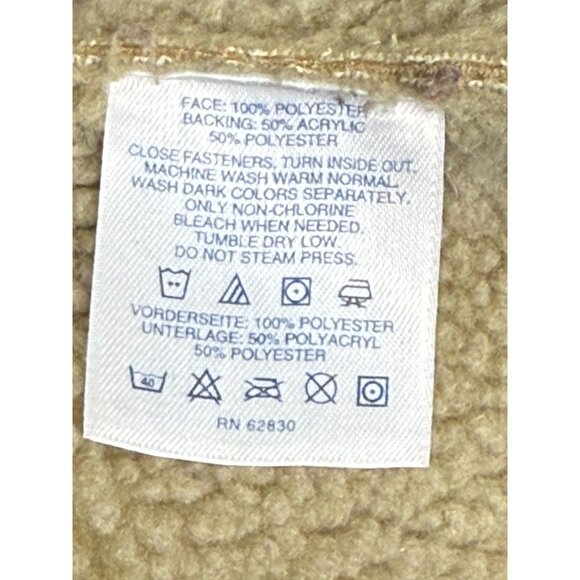 FACE: 100% POLYESTER
BACKING: 50% ACRYLIC
50% POLYESTER
CLOSE FASTENERS, TURN INSIDE OUT.
MACHINE WASH WARM NORMAL.
WASH DARK COLORS SEPARATELY.
ONLY NON-CHLORINE
BLEACH WHEN NEEDED.
TUMBLE DRY LOW.
DO NOT STEAM PRESS.
VORDERSEITE: 100% POLYESTER
UNTERLAGE: 50% POLYACRYL
50% POLYESTER
40
RN 62830